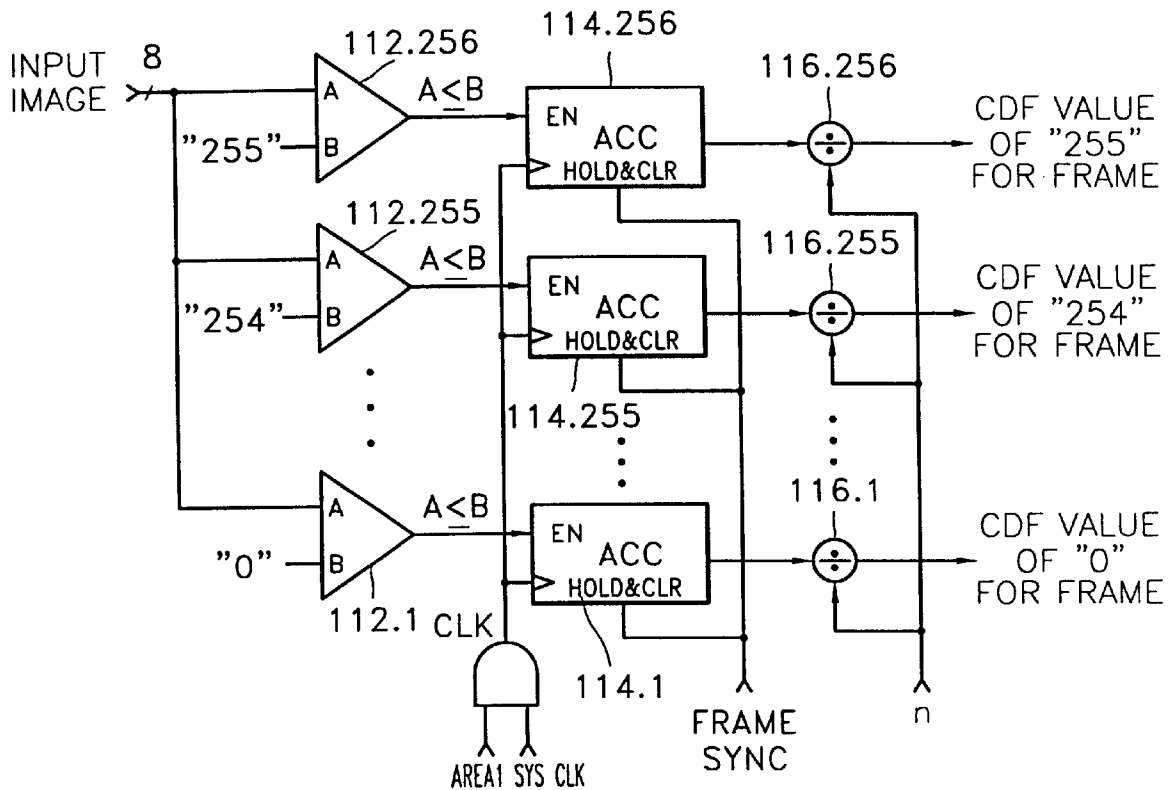 INPUT
IMAGE
8
112.256
A
B
"255"
A≤B
114.256
EN
ACC
HOLD&CLR
116.256
÷
CDF VALUE
OF "255"
FOR FRAME
112.255
A
B
"254"
A≤B
EN
ACC
HOLD&CLR
114.255
116.255
÷
CDF VALUE
OF "254"
FOR FRAME
A
B
"0"
112.1
A≤B
EN
ACC
HOLD&CLR
114.1
116.1
÷
CDF VALUE
OF "0"
FOR FRAME
CLK
AREA1 SYS CLK
FRAME
SYNC
n